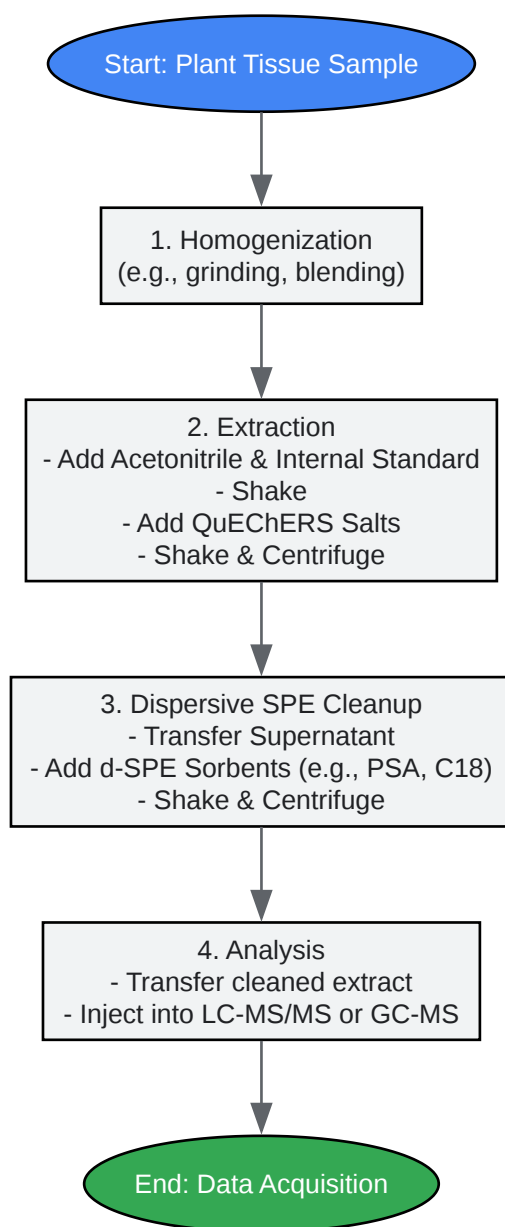 Start: Plant Tissue Sample
1. Homogenization
(e.g., grinding, blending)
2. Extraction
- Add Acetonitrile & Internal Standard
- Shake
- Add QuEChERS Salts
- Shake & Centrifuge
3. Dispersive SPE Cleanup
- Transfer Supernatant
- Add d-SPE Sorbents (e.g., PSA, C18)
- Shake & Centrifuge
4. Analysis
- Transfer cleaned extract
- Inject into LC-MS/MS or GC-MS
End: Data Acquisition